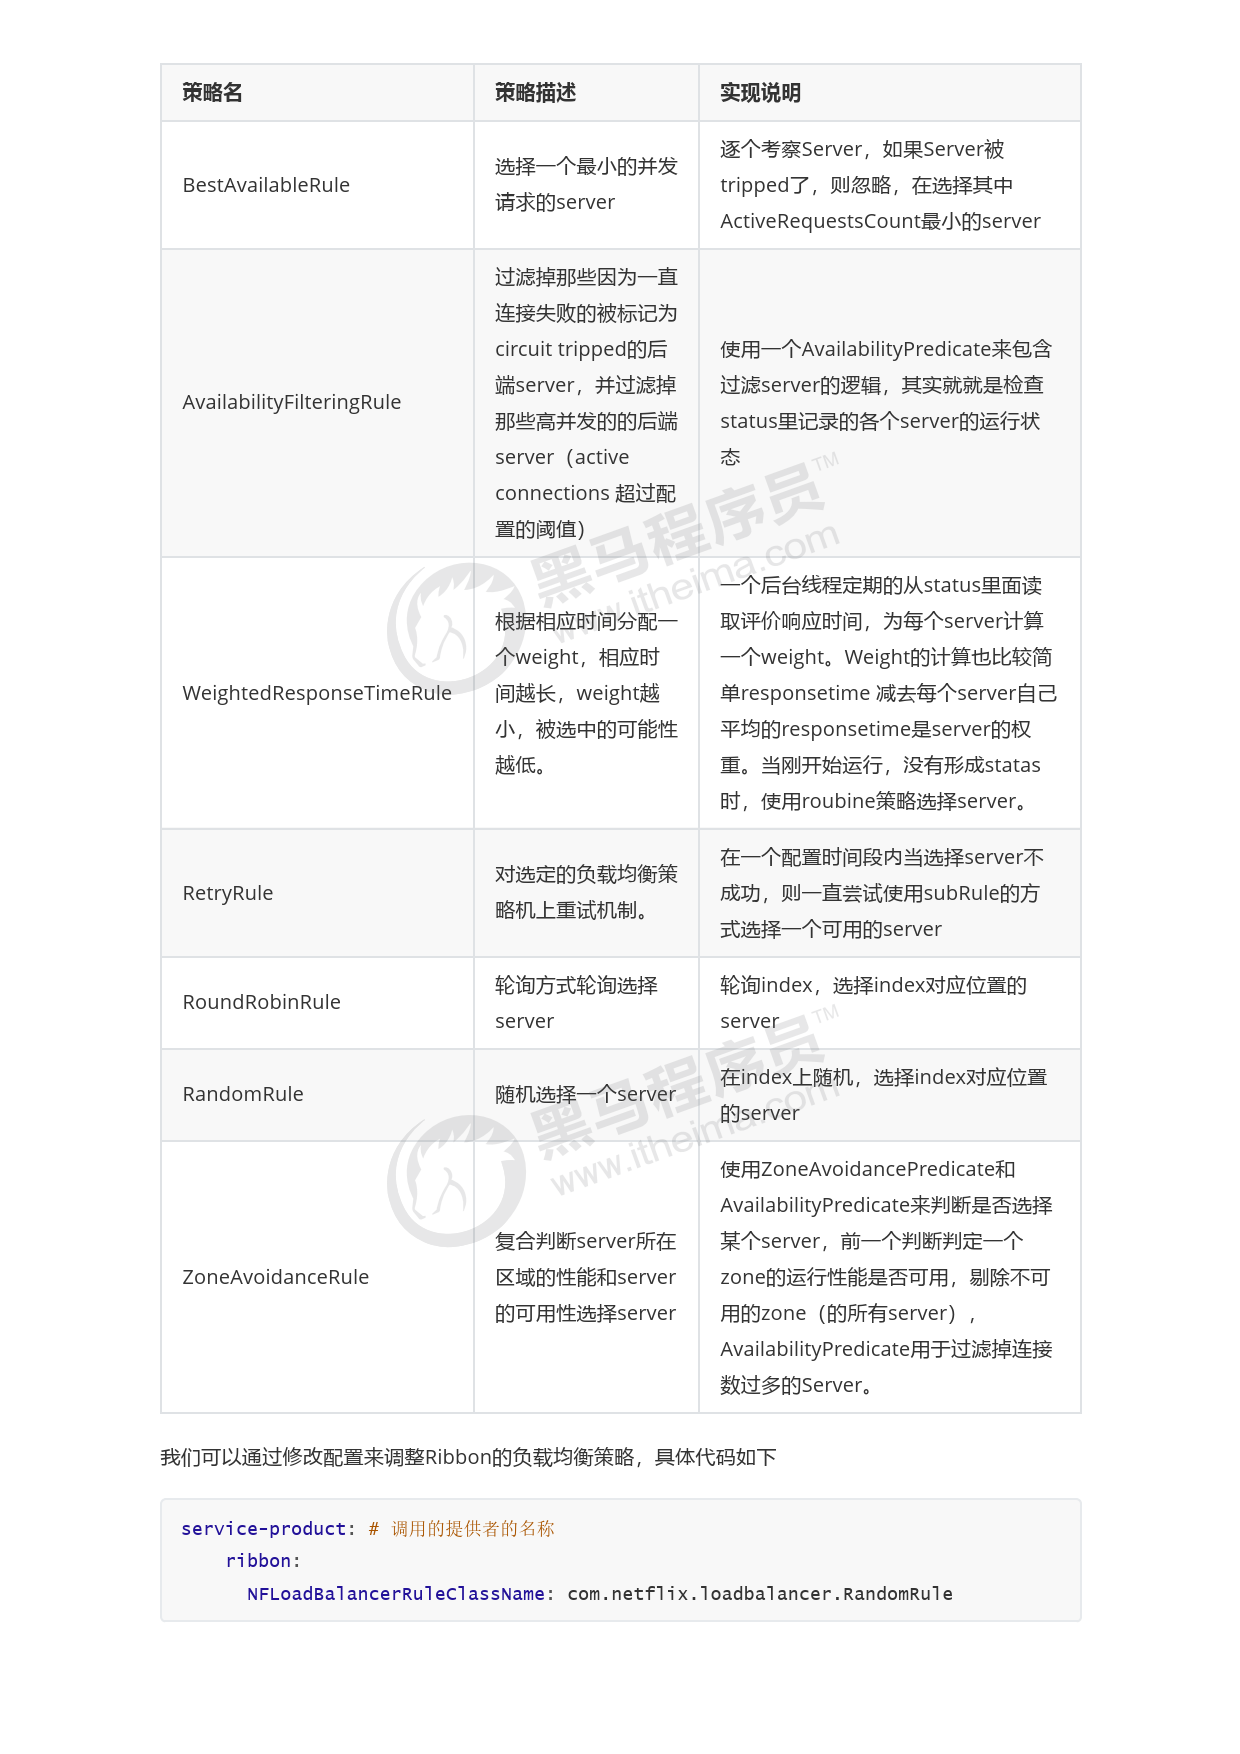 策略名
策略描述
实现说明
BestAvailableRule
选择一个最小的并发
请求的server
逐个考察Server，如果Server被
tripped了，则忽略，在选择其中
ActiveRequestsCount最小的server
AvailabilityFilteringRule
过滤掉那些因为一直
连接失败的被标记为
circuit tripped的后
端server，并过滤掉
那些高并发的的后端
server（active
connections 超过配
置的阈值）
使用一个AvailabilityPredicate来包含
过滤server的逻辑，其实就就是检查
status里记录的各个server的运行状
态
WeightedResponseTimeRule
根据相应时间分配一
个weight，相应时
间越长，weight越
小，被选中的可能性
越低。
一个后台线程定期的从status里面读
取评价响应时间，为每个server计算
一个weight。Weight的计算也比较简
单responsetime 减去每个server自己
平均的responsetime是server的权
重。当刚开始运行，没有形成statas
时，使用roubine策略选择server。
RetryRule
对选定的负载均衡策
略机上重试机制。
在一个配置时间段内当选择server不
成功，则一直尝试使用subRule的方
式选择一个可用的server
RoundRobinRule
轮询方式轮询选择
server
轮询index，选择index对应位置的
server
RandomRule
随机选择一个server
在index上随机，选择index对应位置
的server
ZoneAvoidanceRule
复合判断server所在
区域的性能和server
的可用性选择server
使用ZoneAvoidancePredicate和
AvailabilityPredicate来判断是否选择
某个server，前一个判断判定一个
zone的运行性能是否可用，剔除不可
用的zone（的所有server），
AvailabilityPredicate用于过滤掉连接
数过多的Server。
黑马程序员™
www.itheima.com
黑马程序员™
www.itheima.com
我们可以通过修改配置来调整Ribbon的负载均衡策略，具体代码如下
service-product: # 调用的提供者的名称
ribbon:
NFLoadBalancerRuleClassName: com.netflix.loadbalancer.RandomRule